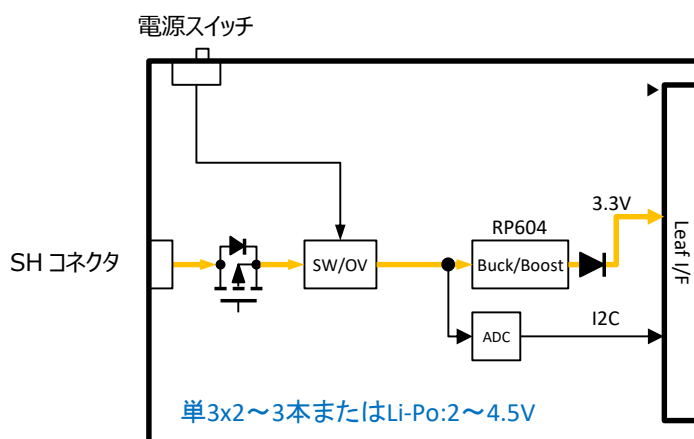 電源スイッチ
3.3V
RP604
SH コネクタ
SW/OV
Buck/Boost
Leaf I/F
ADC
I2C
単3x2～3本またはLi-Po:2～4.5V